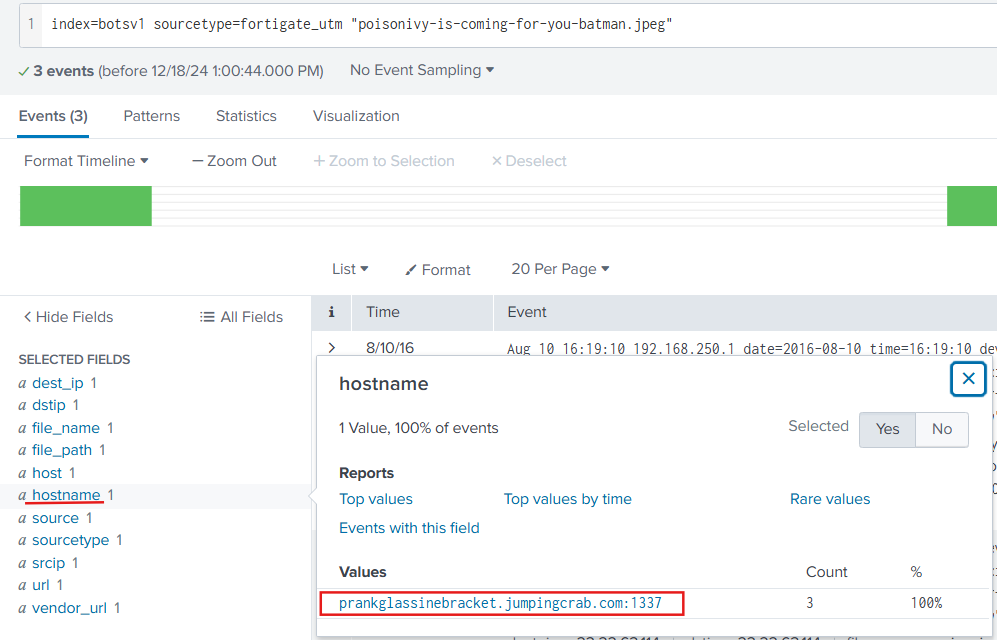 1 index=botsv1 sourcetype=fortigate_utm "poisonivy-is-coming-for-you-batman.jpeg"
✓ 3 events (before 12/18/24 1:00:44.000 PM) No Event Sampling ▾
Events (3) Patterns Statistics Visualization
Format Timeline ▾ — Zoom Out + Zoom to Selection × Deselect
List ▾ Format 20 Per Page ▾
< Hide Fields All Fields i Time Event
> 8/10/16 Aug 10 16:19:10 192.168.250.1 date=2016-08-10 time=16:19:10 dev
SELECTED FIELDS
a dest_ip 1
a dstip 1
a file_name 1
a file_path 1
a host 1
a hostname 1
a source 1
a sourcetype 1
a srcip 1
a url 1
a vendor_url 1
hostname ×
1 Value, 100% of events Selected Yes No
Reports
Top values Top values by time Rare values
Events with this field
Values Count %
prankglassinebracket.jumpingcrab.com:1337 3 100%